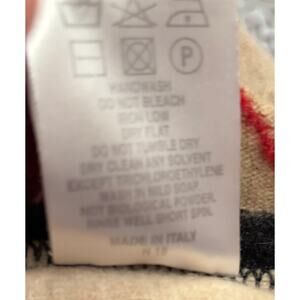 HANDWASH
DO NOT BLEACH
IRON LOW
DRY FLAT
DO NOT TUMBLE DRY
DRY CLEAN ANY SOLVENT
EXCEPT TRICHLOROETHYLENE
WASH IN MILD SOAP,
NOT BIOLOGICAL POWDER,
RINSE WELL SHORT SPIN.
MADE IN ITALY